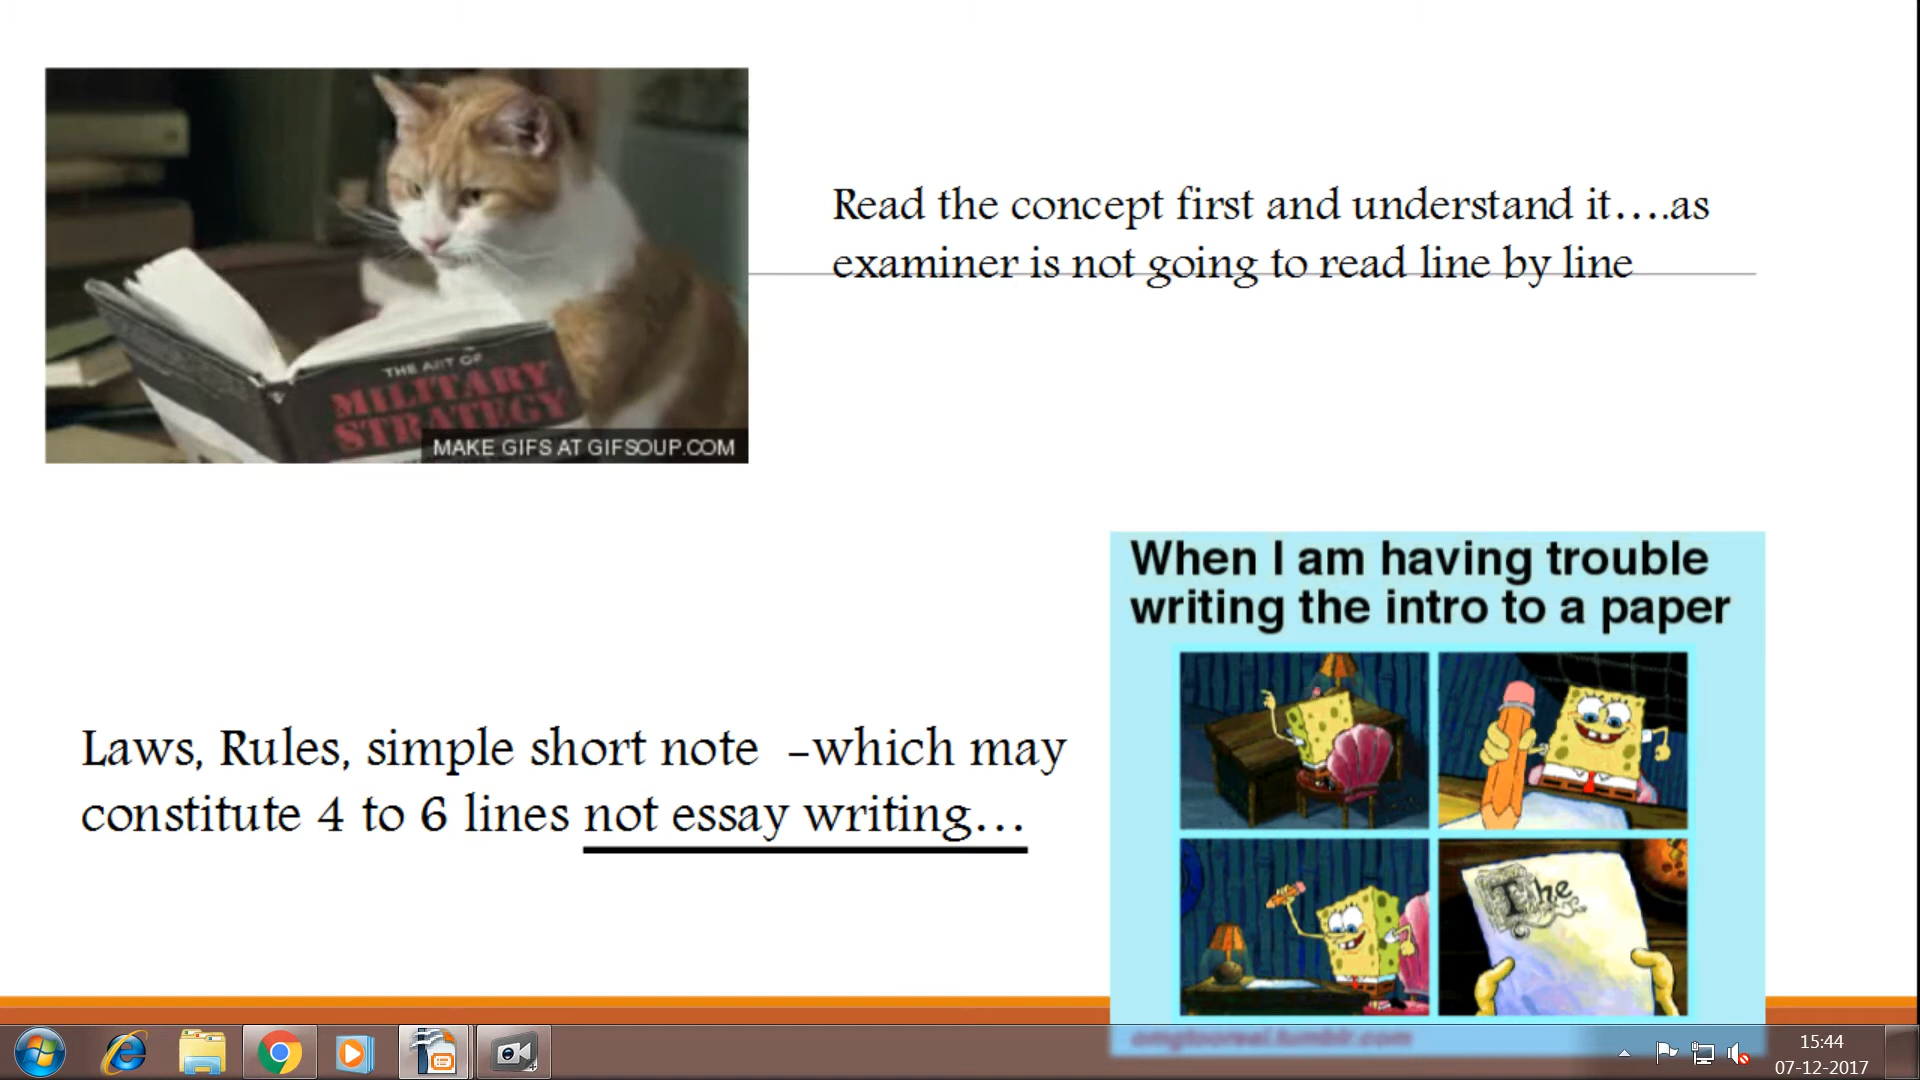 THE ART OF
MILITARY
STRATEGY
MAKE GIFS AT GIFSOUP.COM
Read the concept first and understand it….as
examiner is not going to read line by line
When I am having trouble
writing the intro to a paper
The
Laws, Rules, simple short note -which may
constitute 4 to 6 lines not essay writing…
omgtooreal.tumblr.com
15:44
07-12-2017